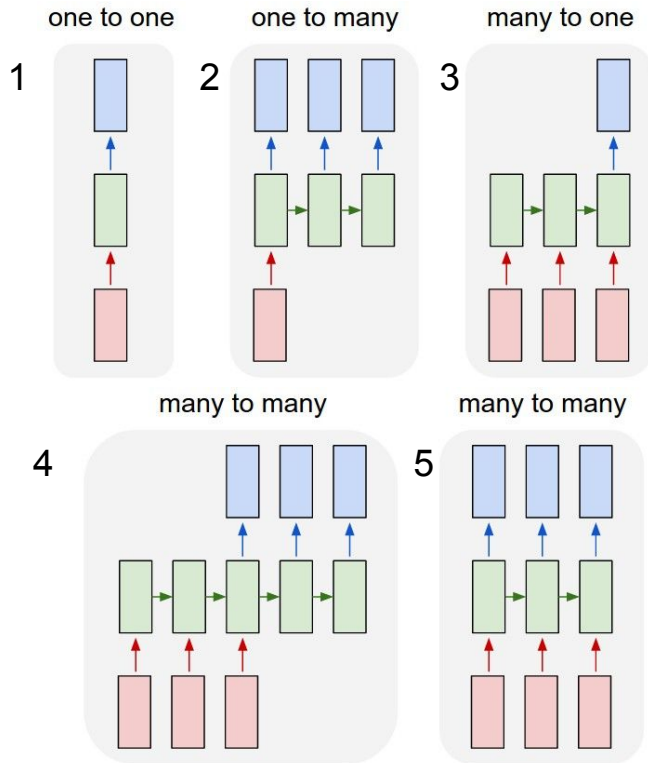 one to one
one to many
many to one
1
2
3
many to many
many to many
4
5